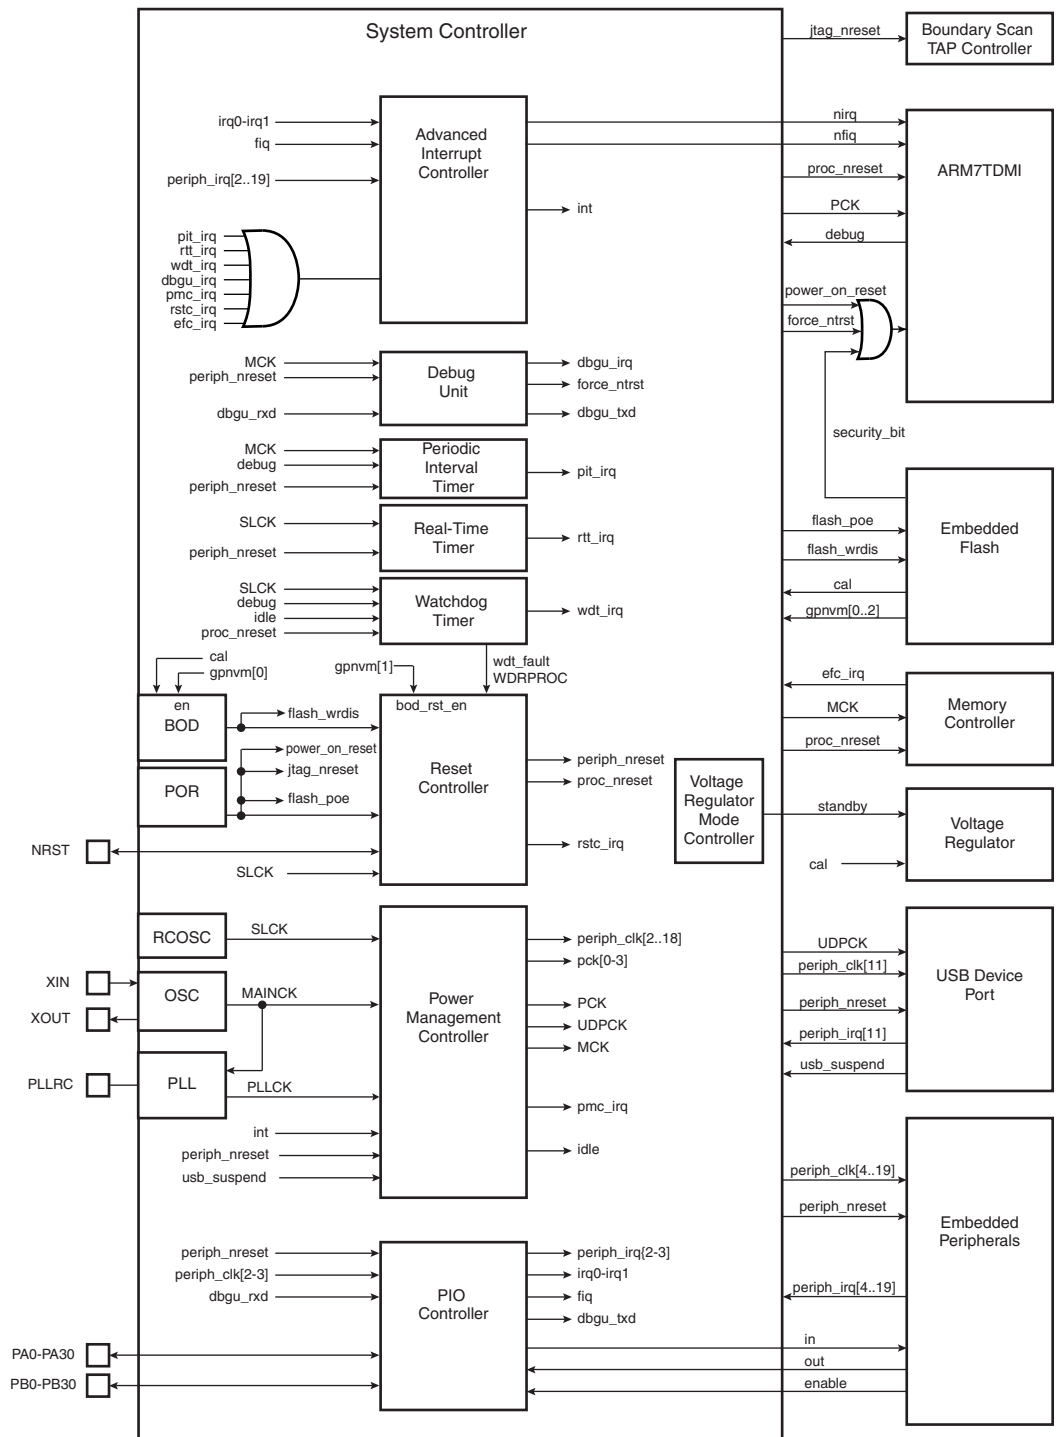 System Controller
jtag_nreset
Boundary Scan
TAP Controller
irq0-irq1
fiq
periph_irq[2..19]
Advanced
Interrupt
Controller
int
nirq
nfiq
proc_nreset
PCK
debug
ARM7TDMI
pit_irq
rtt_irq
wdt_irq
dbgu_irq
pmc_irq
rstc_irq
efc_irq
power_on_reset
force_ntrst
security_bit
MCK
periph_nreset
dbgu_rxd
Debug
Unit
dbgu_irq
force_ntrst
dbgu_txd
MCK
debug
periph_nreset
Periodic
Interval
Timer
pit_irq
SLCK
periph_nreset
Real-Time
Timer
rtt_irq
flash_poe
flash_wrdis
cal
gpnvm[0..2]
Embedded
Flash
SLCK
debug
idle
proc_nreset
Watchdog
Timer
wdt_irq
cal
gpnvm[0]
gpnvm[1]
wdt_fault
WDRPROC
en
BOD
flash_wrdis
bod_rst_en
efc_irq
MCK
proc_nreset
Memory
Controller
POR
power_on_reset
jtag_nreset
flash_poe
Reset
Controller
periph_nreset
proc_nreset
rstc_irq
Voltage
Regulator
Mode
Controller
standby
cal
Voltage
Regulator
NRST
SLCK
RCOSC
SLCK
XIN
XOUT
OSC
MAINCK
PLLRC
PLL
PLLCK
int
periph_nreset
usb_suspend
Power
Management
Controller
periph_clk[2..18]
pck[0-3]
PCK
UDPCK
MCK
pmc_irq
idle
UDPCK
periph_clk[11]
periph_nreset
periph_irq[11]
usb_suspend
USB Device
Port
periph_clk[4..19]
periph_nreset
periph_irq[4..19]
Embedded
Peripherals
periph_nreset
periph_clk[2-3]
dbgu_rxd
PIO
Controller
periph_irq{2-3]
irq0-irq1
fiq
dbgu_txd
in
out
enable
PA0-PA30
PB0-PB30